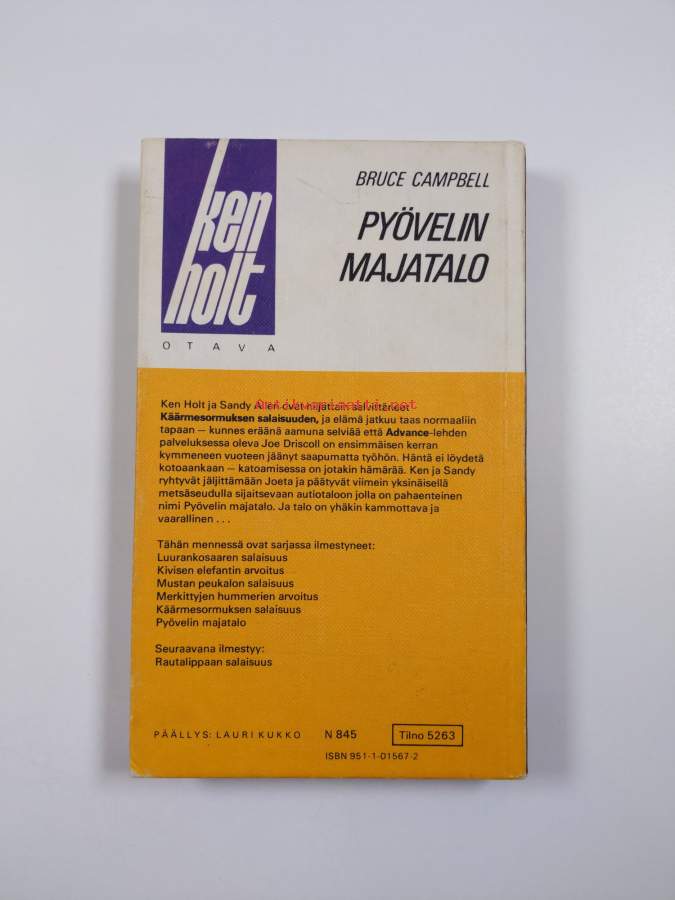 ken
holt
OTAVA
BRUCE CAMPBELL
PYÖVELIN
MAJATALO
Ken Holt ja Sandy Allen ovat selvittäneet
Antikvariaatti.net
Käärmesormuksen salaisuuden, ja elämä jatkuu taas normaaliin
tapaan — kunnes eräänä aamuna selviää että Advance-lehden
palveluksessa oleva Joe Driscoll on ensimmäisen kerran
kymmeneen vuoteen jäänyt saapumatta työhön. Häntä ei löydetä
kotoaankaan — katoamisessa on jotakin hämärää. Ken ja Sandy
ryhtyvät jäljittämään Joeta ja päätyvät viimein yksinäisellä
metsäseudulla sijaitsevaan autiotaloon jolla on pahaenteinen
nimi Pyövelin majatalo. Ja talo on yhäkin kammottava ja
vaarallinen . . .
Tähän mennessä ovat sarjassa ilmestyneet:
Luurankosaaren salaisuus
Kivisen elefantin arvoitus
Mustan peukalon salaisuus
Merkittyjen hummerien arvoitus
Käärmesormuksen salaisuus
Pyövelin majatalo
Seuraavana ilmestyy:
Rautalippaan salaisuus
PÄÄLLYS: LAURI KUKKO N 845 Tilno 5263
ISBN 951-1-01567-2